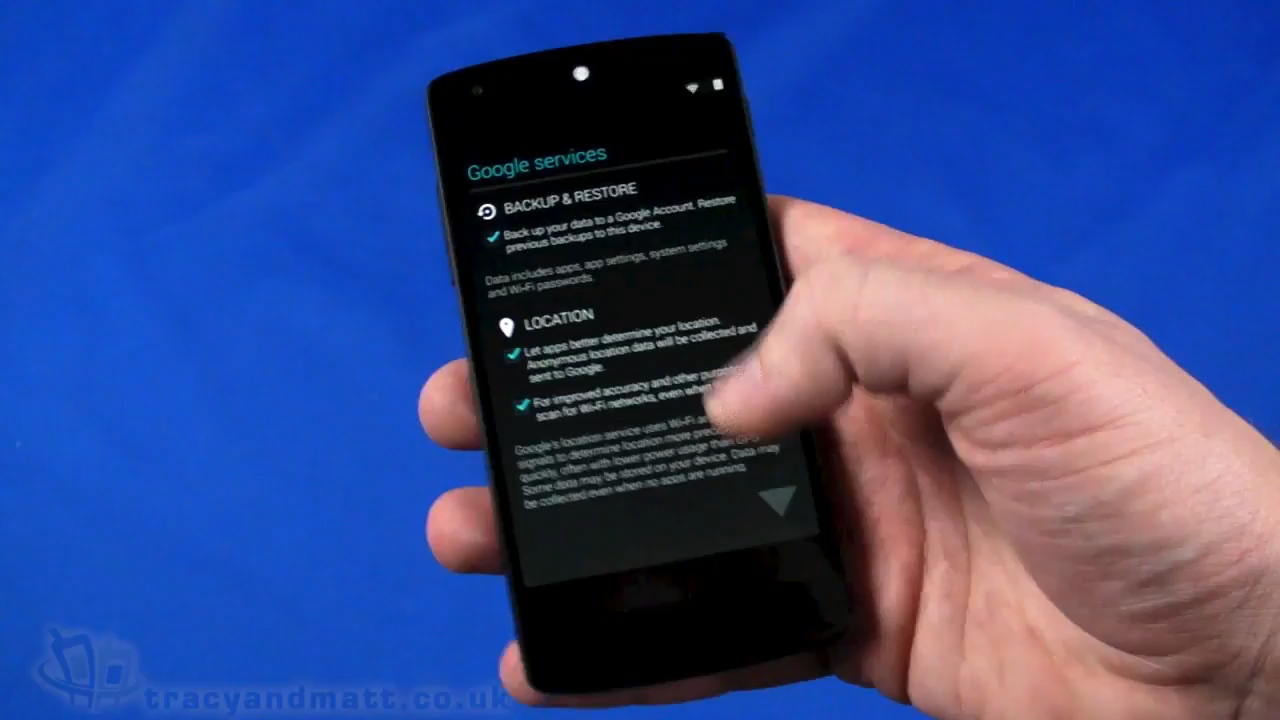 Google services
BACKUP & RESTORE
Back up your data to a Google Account. Restore
previous backups to this device.
Data includes apps, app settings, system settings
and Wi-Fi passwords.
LOCATION
Let apps better determine your location.
Anonymous location data will be collected and
sent to Google.
For improved accuracy and other
scan for Wi-Fi networks, even when
Google's location service uses Wi-Fi
signals to determine location more
quickly, often with lower power usage than GPS.
Some data may be stored on your device. Data may
be collected even when no apps are running.
tracyandmatt.co.uk